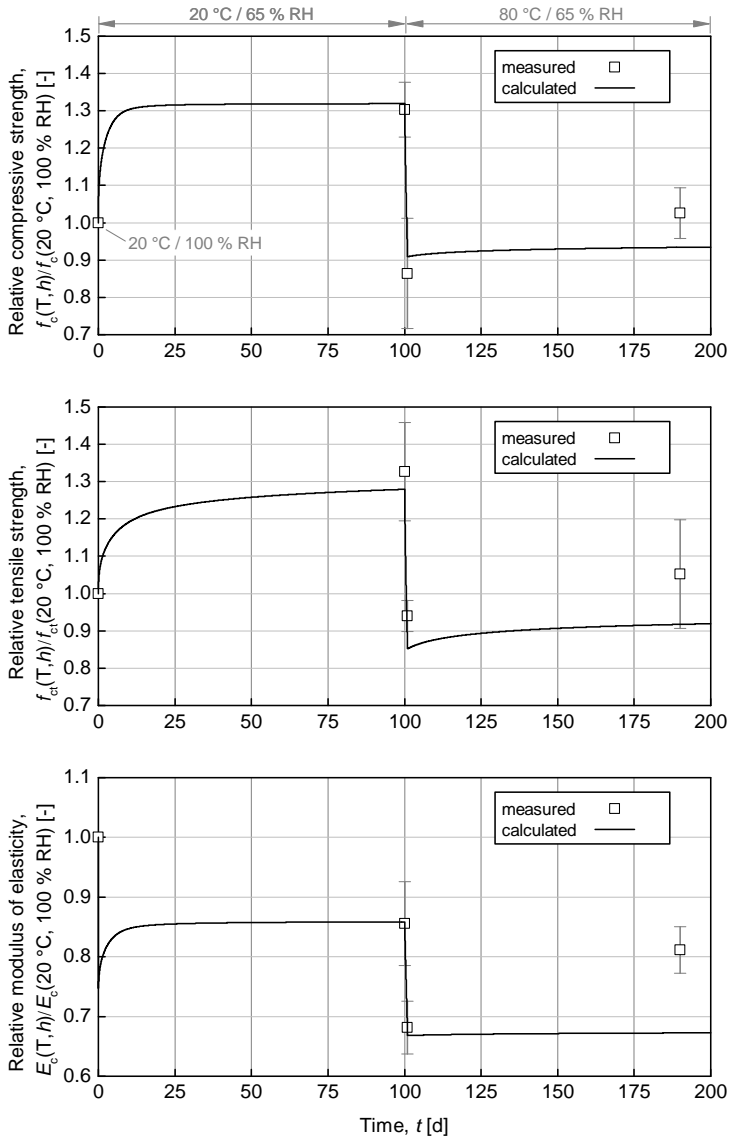 20 °C / 65 % RH 80 °C / 65 % RH
Relative compressive strength,
f_c(T,h)/f_c(20 °C, 100 % RH) [-]
1.5
1.4
1.3
1.2
1.1
1.0
0.9
0.8
0.7
measured
calculated
20 °C / 100 % RH
0 25 50 75 100 125 150 175 200
Relative tensile strength,
f_ct(T,h)/f_ct(20 °C, 100 % RH) [-]
1.5
1.4
1.3
1.2
1.1
1.0
0.9
0.8
0.7
measured
calculated
0 25 50 75 100 125 150 175 200
Relative modulus of elasticity,
E_c(T,h)/E_c(20 °C, 100 % RH) [-]
1.1
1.0
0.9
0.8
0.7
0.6
measured
calculated
0 25 50 75 100 125 150 175 200
Time, t [d]